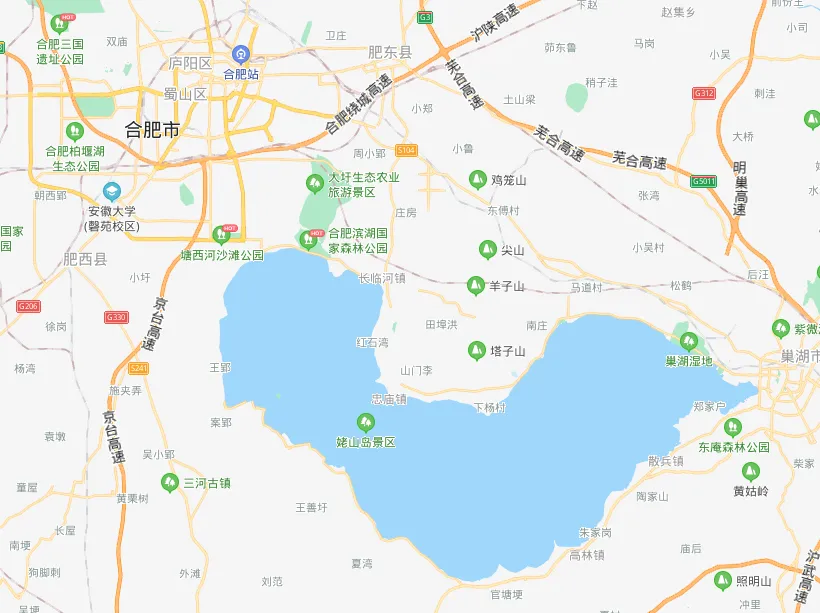 G3
沪陕高速
下赵
赵集乡
前份王
HOT
合肥三国
遗址公园
双庙
卫庄
肥东县
茆东鲁
马岗
小司
庐阳区
合肥站
芜合高速
小吴
稍子洼
蜀山区
合肥绕城高速
小郑
土山梁
G312
刺洼
合肥市
S104
芜合高速
大桥
合肥柏堰湖
生态公园
周小郢
小鲁
芜合高速
明巢高速
朝西郢
安徽大学
(磬苑校区)
大圩生态农业
旅游景区
鸡笼山
G5011
张湾
国家
园
HOT
塘西河沙滩公园
HOT
合肥滨湖国
家森林公园
庄房
东傅村
尖山
小吴村
肥西县
小圩
长临河镇
羊子山
马道村
松鹤
后汪
G206
G330
京台高速
徐岗
田埠洪
南庄
紫微
红石湾
塔子山
巢湖湿地
巢湖市
杨湾
S241
王郢
山门李
施夹弄
忠庙镇
下杨村
郑家户
京台高速
案郢
袁墩
姥山岛景区
东庵森林公园
吴小郢
散兵镇
柴家
三河古镇
黄姑岭
童屋
黄栗树
王善圩
陶家山
长屋
朱家岗
南埂
高林镇
庙后
夏湾
狗脚剩
外滩
刘范
照明山
沪武高速
官塘埂
冲里
吴埂